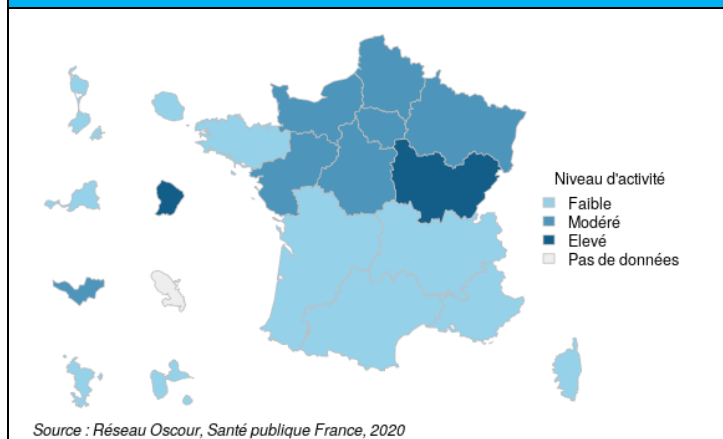 Niveau d'activité
Faible
Modéré
Elevé
Pas de données
Source : Réseau Oscour, Santé publique France, 2020